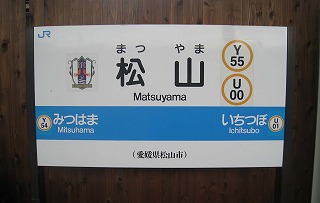 JR
まつ やま
松山
Matsuyama
Y
55
U
00
Y
54
みつはま
Mitsuhama
いちつぼ
Ichitsubo
U
01
(愛媛県松山市)